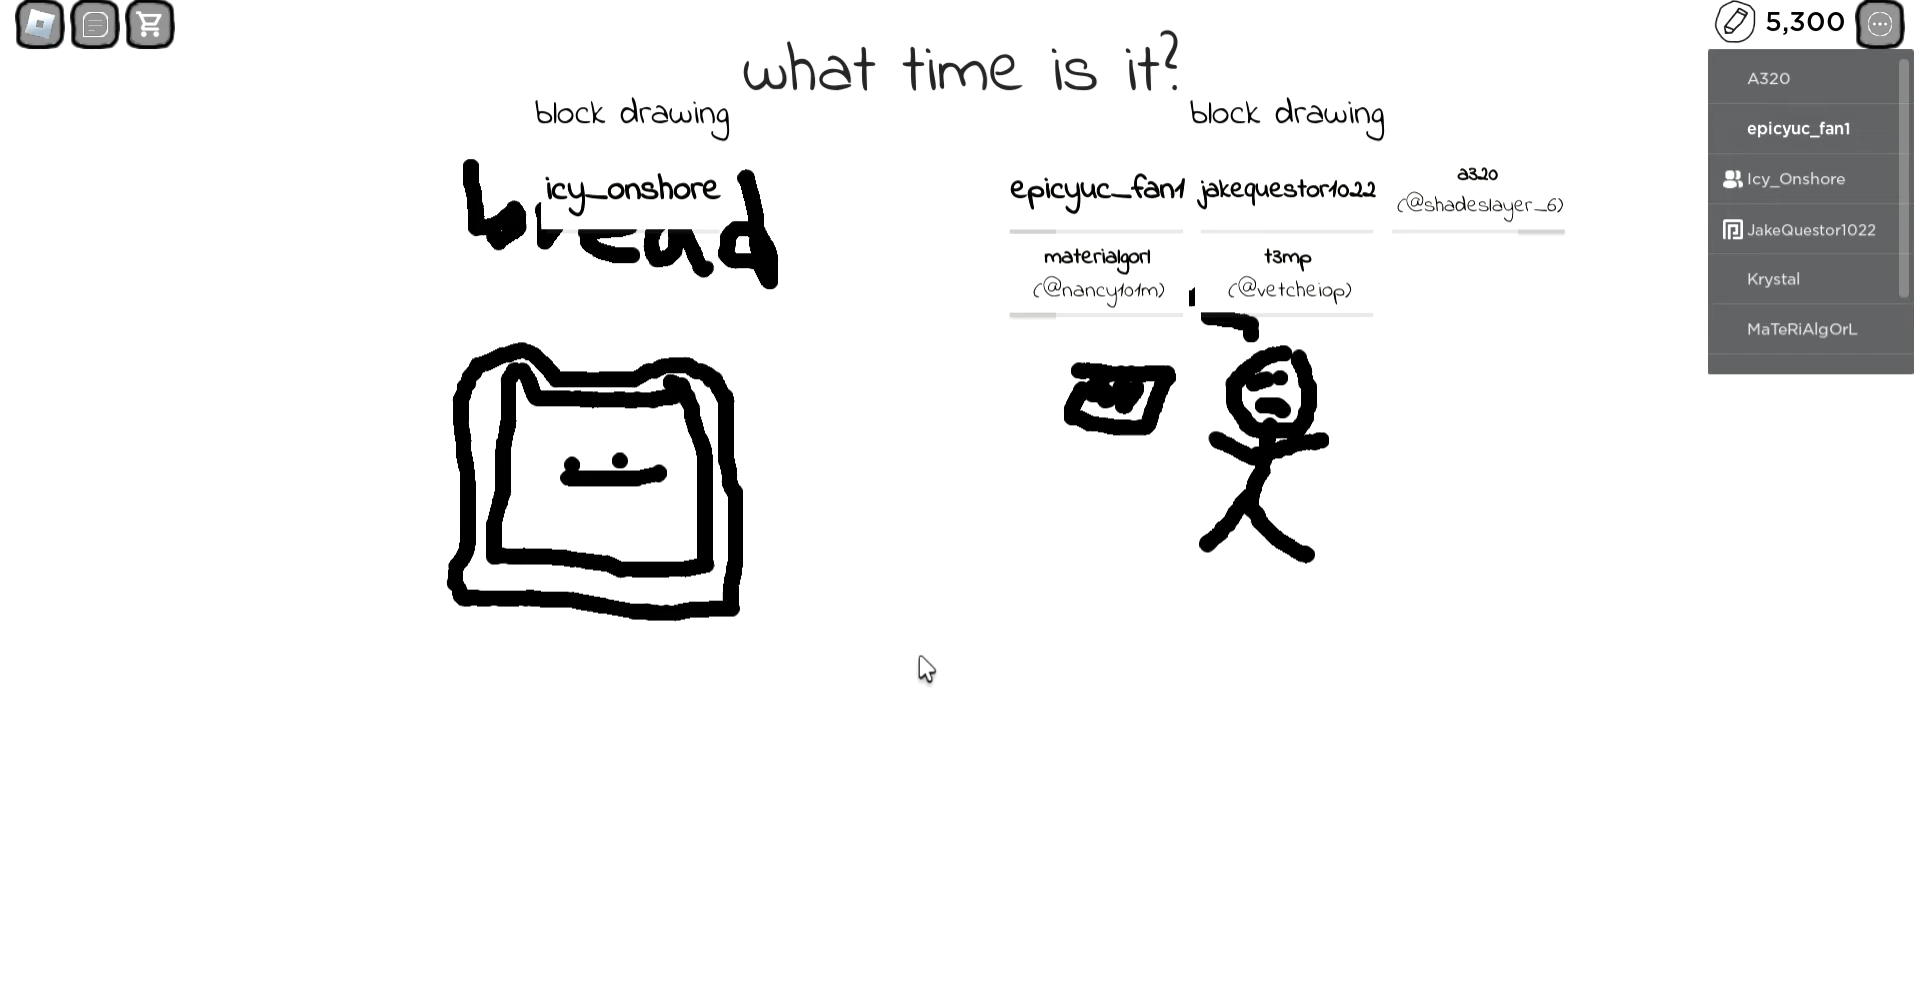 5,300
what time is it?
block drawing
block drawing
bread
icy_onshore
epicyuc_fan1 jakequestor1022 a320
(@shadeslayer_6)
materialgorl t3mp
(@nancy101m) (@vetcheiop)
A320
epicyuc_fan1
Icy_Onshore
JakeQuestor1022
Krystal
MaTeRiAlgOrL